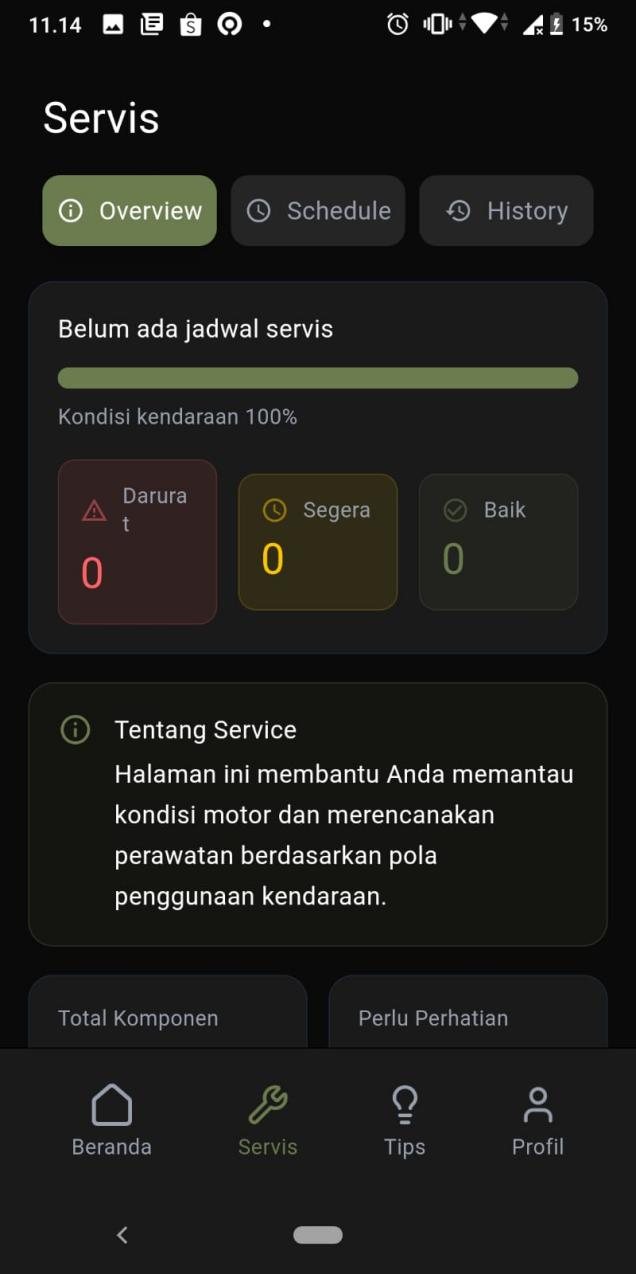 11.14
15%
Servis
Overview Schedule History
Belum ada jadwal servis
Kondisi kendaraan 100%
Darura
t
0
Segera
0
Baik
0
Tentang Service
Halaman ini membantu Anda memantau
kondisi motor dan merencanakan
perawatan berdasarkan pola
penggunaan kendaraan.
Total Komponen
Perlu Perhatian
Beranda Servis Tips Profil